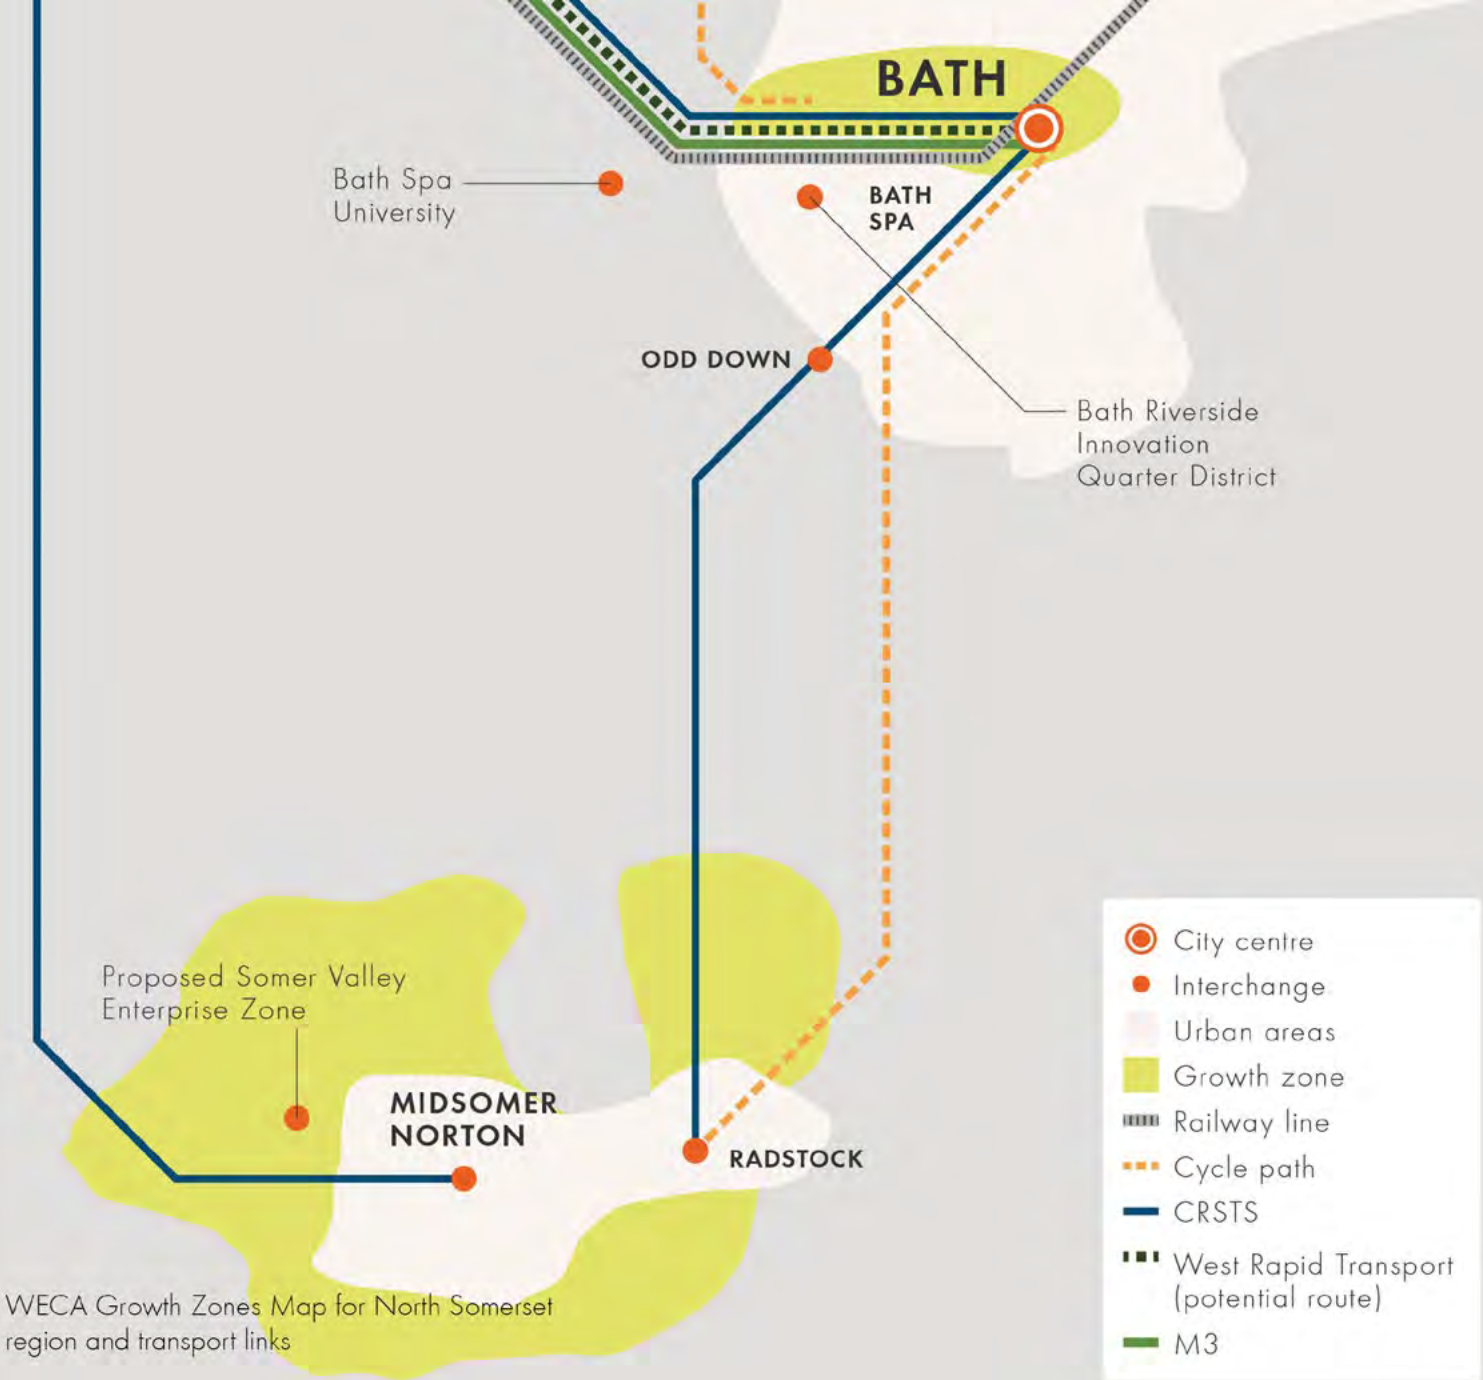 BATH
Bath Spa
University
BATH
SPA
ODD DOWN
Bath Riverside
Innovation
Quarter District
Proposed Somer Valley
Enterprise Zone
MIDSOMER
NORTON
RADSTOCK
City centre
Interchange
Urban areas
Growth zone
Railway line
Cycle path
CRSTS
West Rapid Transport
(potential route)
M3
WECA Growth Zones Map for North Somerset
region and transport links